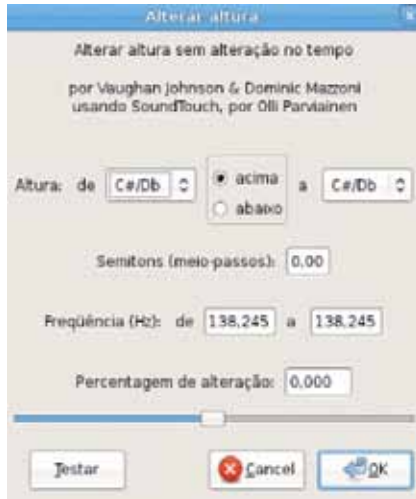 Alterar altura
Alterar altura sem alteração no tempo
por Vaughan Johnson & Dominic Mazzoni
usando SoundTouch, por Olli Parviainen
Altura: de C#/Db acima a C#/Db
abaixo
Semitons (meio-passos): 0,00
Freqüência (Hz): de 138,245 a 138,245
Percentagem de alteração: 0,000
Testar Cancel OK